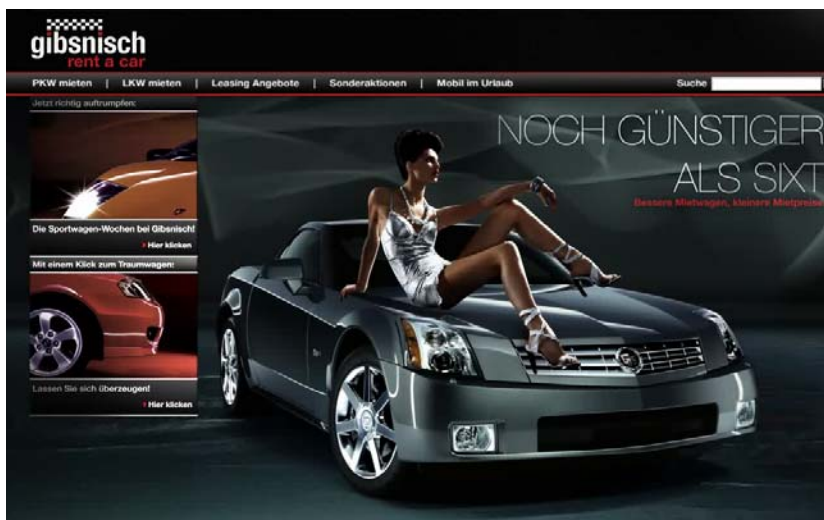 gibsnisch
rent a car
PKW mieten | LKW mieten | Leasing Angebote | Sonderaktionen | Mobil im Urlaub
Suche
Jetzt richtig auftrumpfen:
Die Sportwagen-Wochen bei Gibsnisch!
Hier klicken
Mit einem Klick zum Traumwagen:
Lassen Sie sich überzeugen!
Hier klicken
NOCH GÜNSTIGER
ALS SIXT
Bessere Mietwagen, kleinere Mietpreise